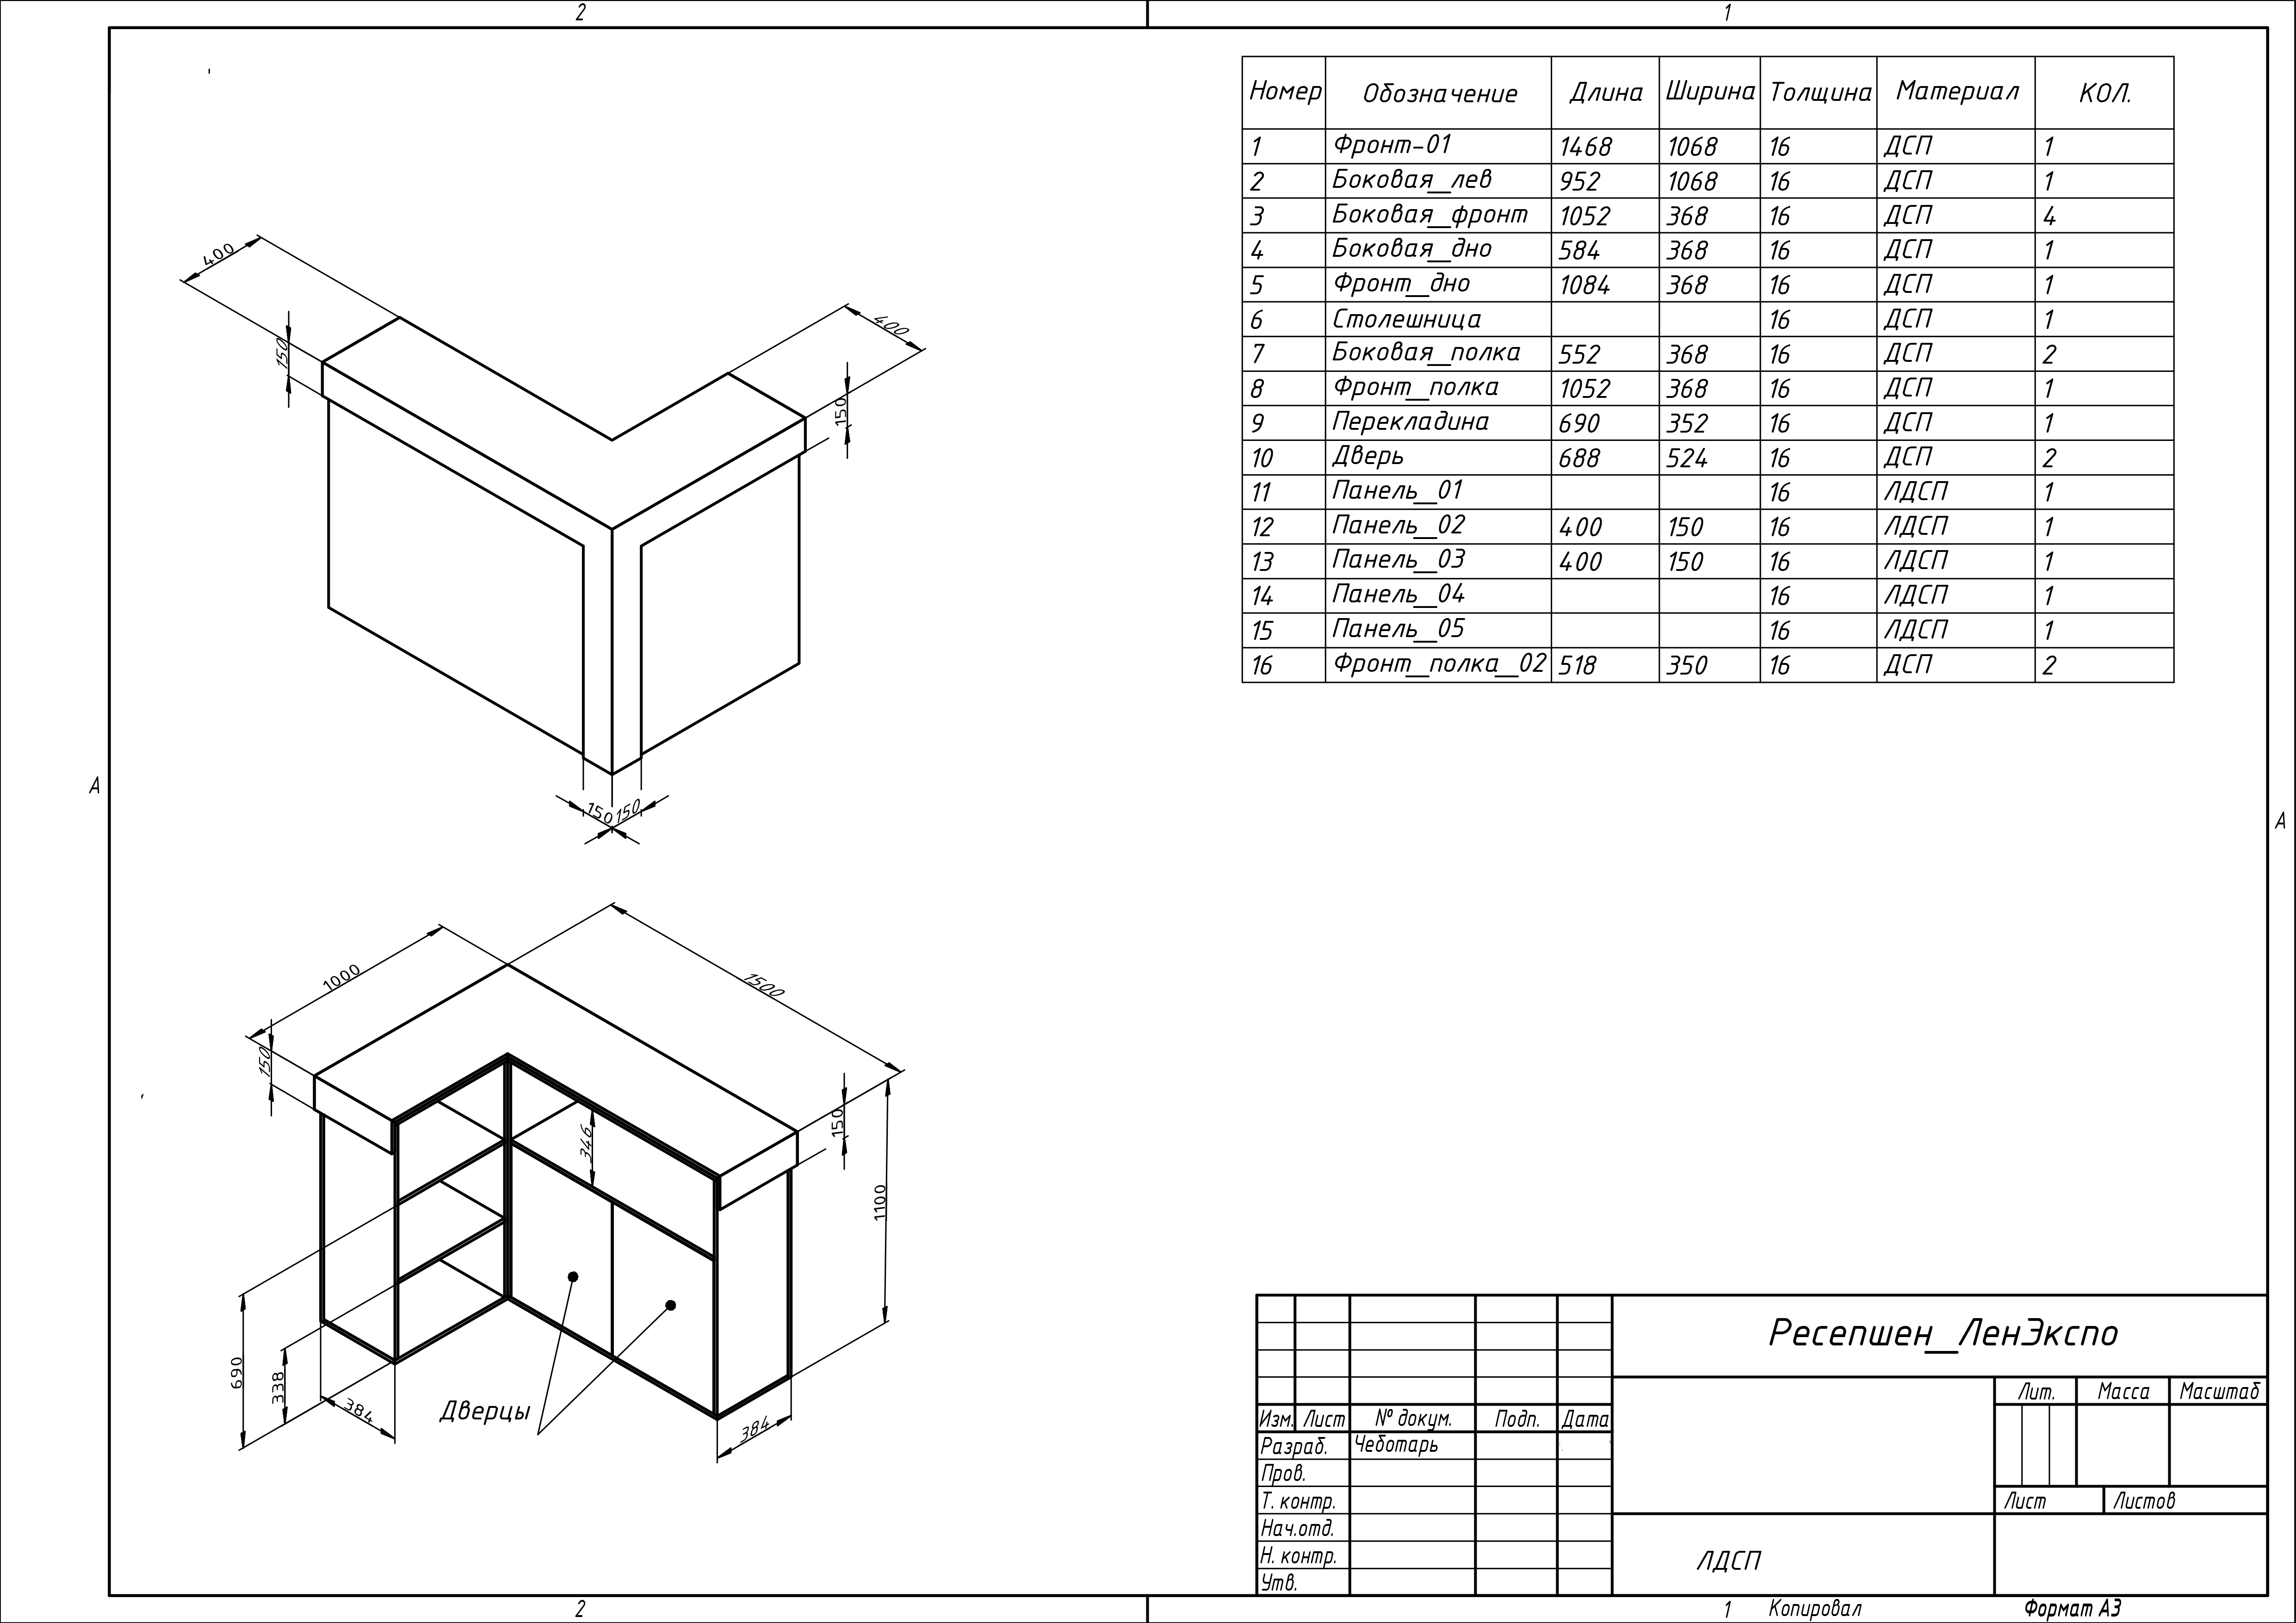 2 1
Номер Обозначение Длина Ширина Толщина Материал КОЛ.
1 Фронт-01 1468 1068 16 ДСП 1
2 Боковая_лев 952 1068 16 ДСП 1
3 Боковая_фронт 1052 368 16 ДСП 4
4 Боковая_дно 584 368 16 ДСП 1
5 Фронт_дно 1084 368 16 ДСП 1
6 Столешница 16 ДСП 1
7 Боковая_полка 552 368 16 ДСП 2
8 Фронт_полка 1052 368 16 ДСП 1
9 Перекладина 690 352 16 ДСП 1
10 Дверь 688 524 16 ДСП 2
11 Панель_01 16 ЛДСП 1
12 Панель_02 400 150 16 ЛДСП 1
13 Панель_03 400 150 16 ЛДСП 1
14 Панель_04 16 ЛДСП 1
15 Панель_05 16 ЛДСП 1
16 Фронт_полка_02 518 350 16 ДСП 2
400
400
150
150
150 150
А
А
1000
1500
150
150
346
1100
690
338
384
384
Дверцы
Ресепшен_ЛенЭкспо
Лит. Масса Масштаб
Изм. Лист № докум. Подп. Дата
Разраб. Чеботарь
Пров.
Т. контр.
Лист Листов
Нач.отд.
Н. контр.
ЛДСП
Утв.
2 1 Копировал Формат А3